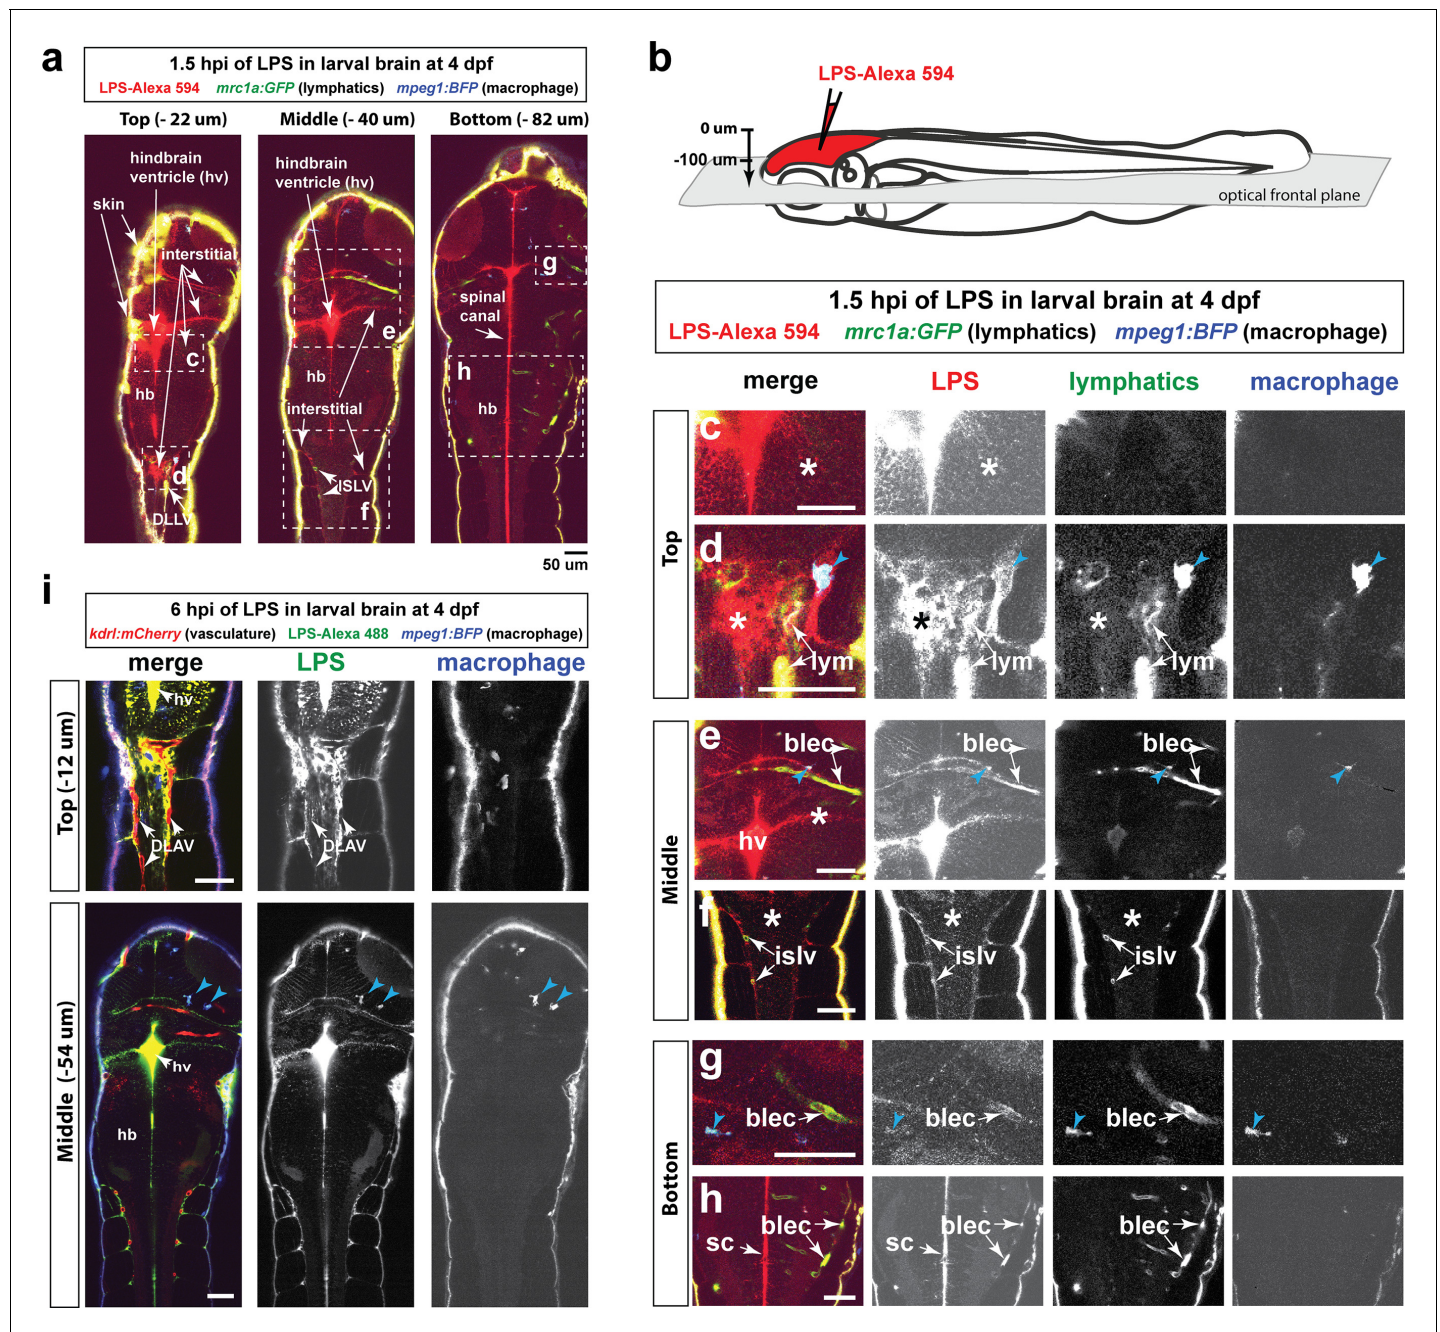 a
1.5 hpi of LPS in larval brain at 4 dpf
LPS-Alexa 594 mrc1a:GFP (lymphatics) mpeg1:BFP (macrophage)
Top (- 22 um) Middle (- 40 um) Bottom (- 82 um)
hindbrain
ventricle (hv)
skin
interstitial
c
hb
d
DLLV
hindbrain
ventricle (hv)
e
hb
interstitial
ISLV
f
g
spinal
canal
h
hb
50 um
b
LPS-Alexa 594
0 um
-100 um
optical frontal plane
1.5 hpi of LPS in larval brain at 4 dpf
LPS-Alexa 594 mrc1a:GFP (lymphatics) mpeg1:BFP (macrophage)
merge LPS lymphatics macrophage
Top
c
* *
d
* * *
lym lym
Middle
e
blec blec blec
hv *
f
* * *
islv islv islv
Bottom
g
blec blec blec
h
blec blec blec
sc sc
i
6 hpi of LPS in larval brain at 4 dpf
kdrl:mCherry (vasculature) LPS-Alexa 488 mpeg1:BFP (macrophage)
merge LPS macrophage
Top (-12 um)
hv
DLAV DLAV
Middle (-54 um)
hv
hb